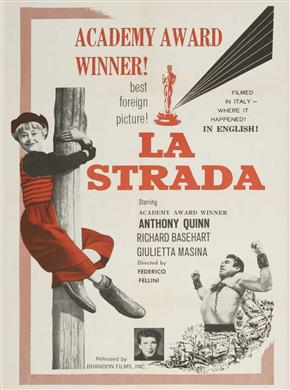 ACADEMY AWARD
WINNER!
best
foreign
picture!
FILMED
IN ITALY —
WHERE IT
HAPPENED!
IN ENGLISH!
LA
STRADA
Starring
ACADEMY AWARD WINNER
ANTHONY QUINN
RICHARD BASEHART
GIULIETTA MASINA
Directed by
FEDERICO
FELLINI
Released by
BRANDON FILMS, INC.